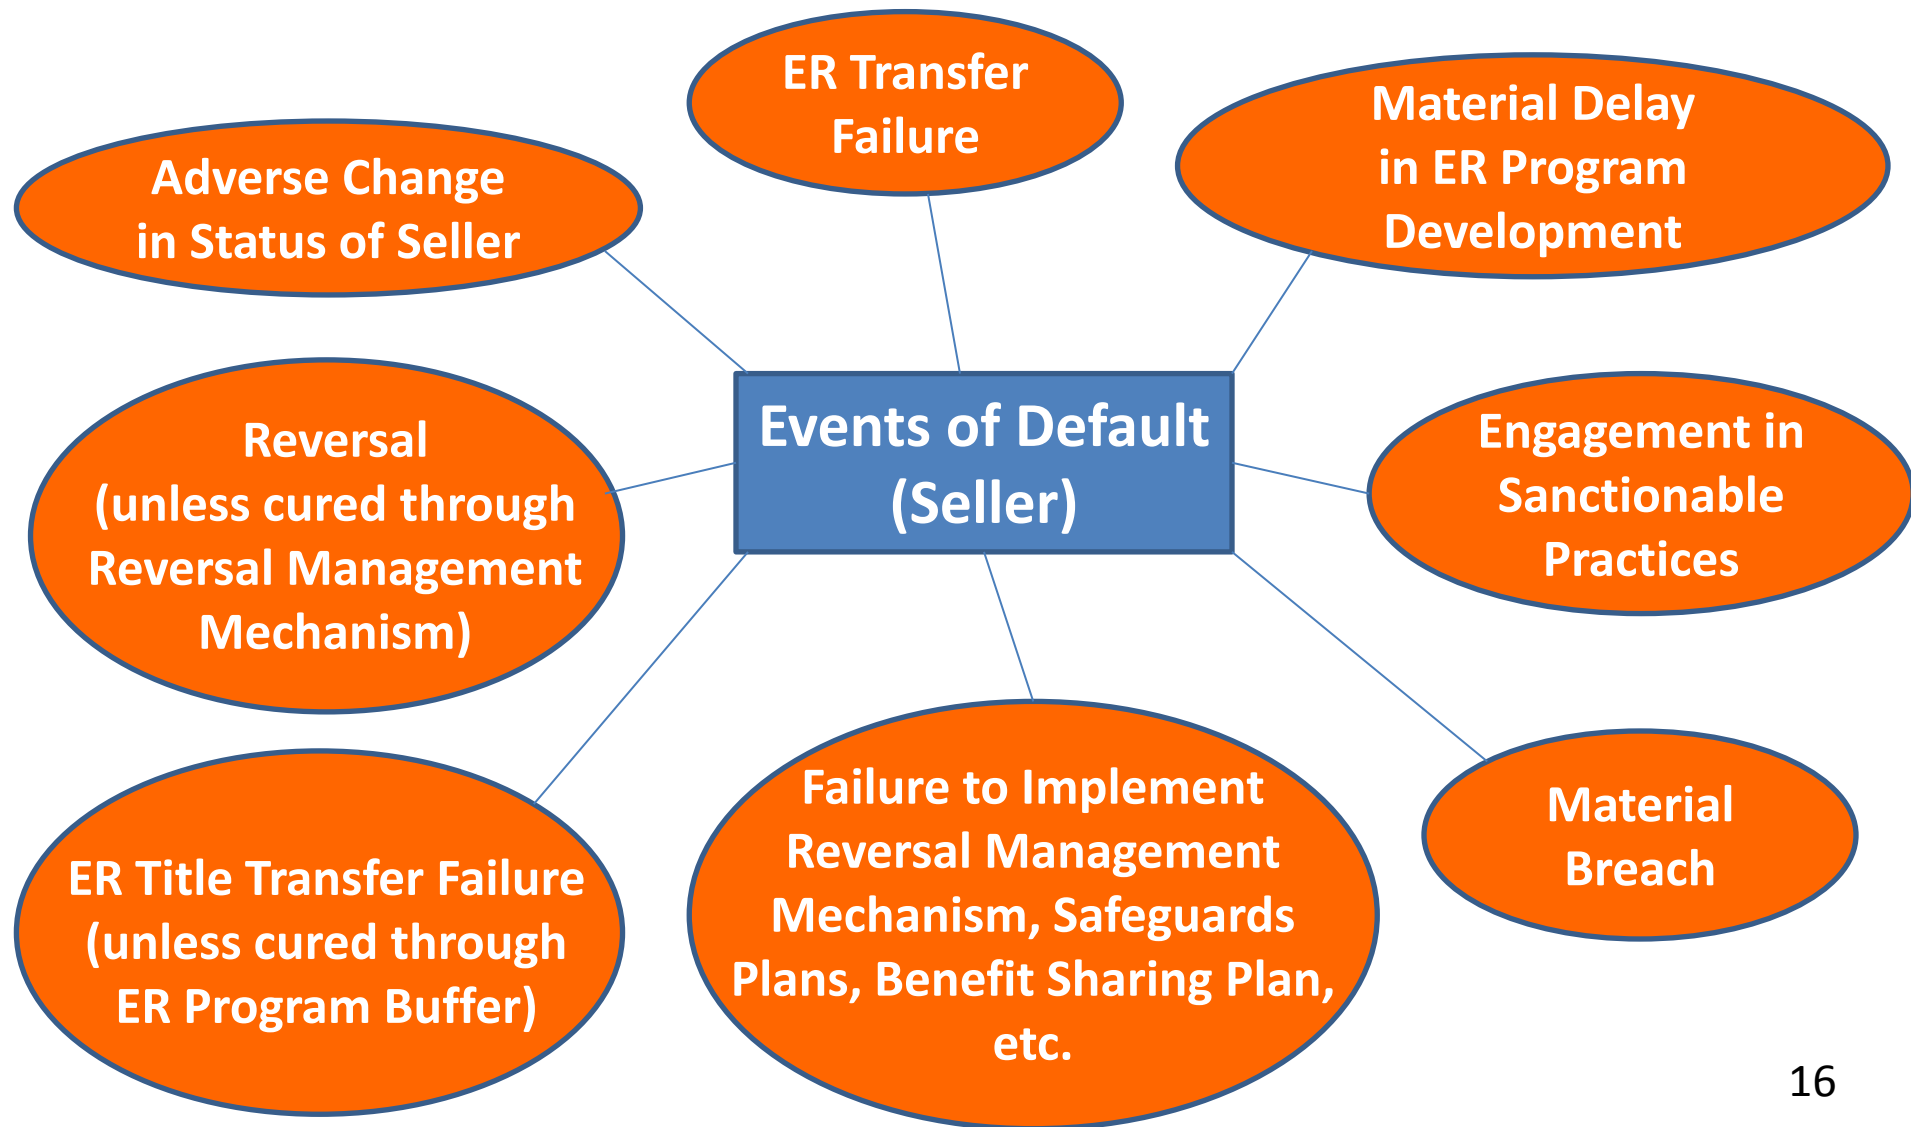 ER Transfer
Failure
Material Delay
in ER Program
Development
Adverse Change
in Status of Seller
Events of Default
(Seller)
Reversal
(unless cured through
Reversal Management
Mechanism)
Engagement in
Sanctionable
Practices
ER Title Transfer Failure
(unless cured through
ER Program Buffer)
Failure to Implement
Reversal Management
Mechanism, Safeguards
Plans, Benefit Sharing Plan,
etc.
Material
Breach
16